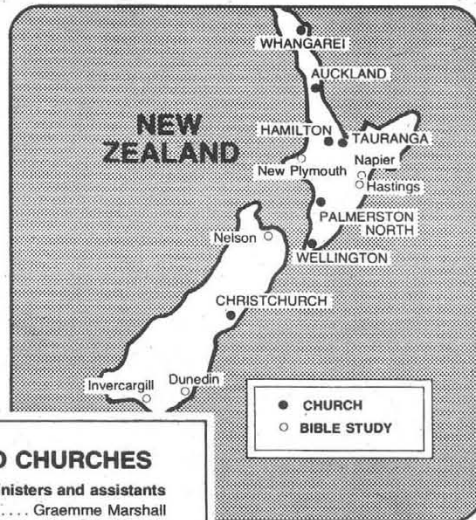 WHANGAREI
AUCKLAND
NEW
ZEALAND
HAMILTON
TAURANGA
New Plymouth
Napier
Hastings
PALMERSTON
NORTH
Nelson
WELLINGTON
CHRISTCHURCH
Invercargill
Dunedin
● CHURCH
○ BIBLE STUDY
CHURCHES
and assistants
.... Graemme Marshall